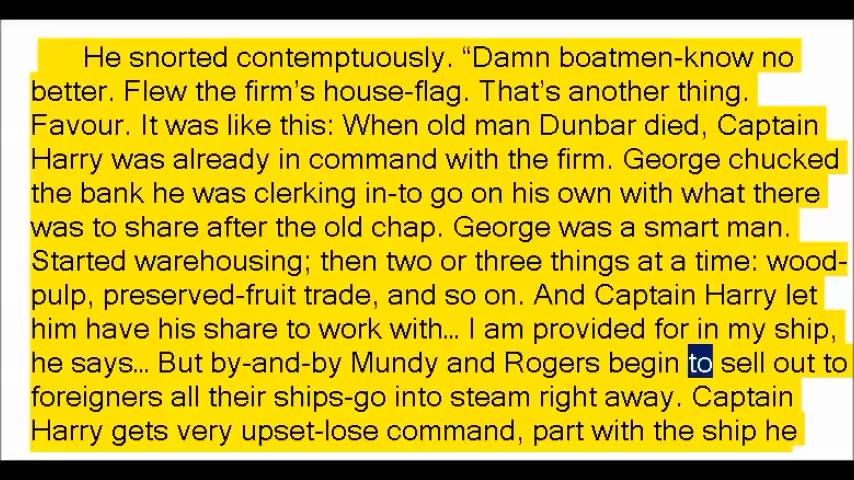 He snorted contemptuously. “Damn boatmen-know no
better. Flew the firm’s house-flag. That’s another thing.
Favour. It was like this: When old man Dunbar died, Captain
Harry was already in command with the firm. George chucked
the bank he was clerking in-to go on his own with what there
was to share after the old chap. George was a smart man.
Started warehousing; then two or three things at a time: wood-
pulp, preserved-fruit trade, and so on. And Captain Harry let
him have his share to work with… I am provided for in my ship,
he says… But by-and-by Mundy and Rogers begin to sell out to
foreigners all their ships-go into steam right away. Captain
Harry gets very upset-lose command, part with the ship he